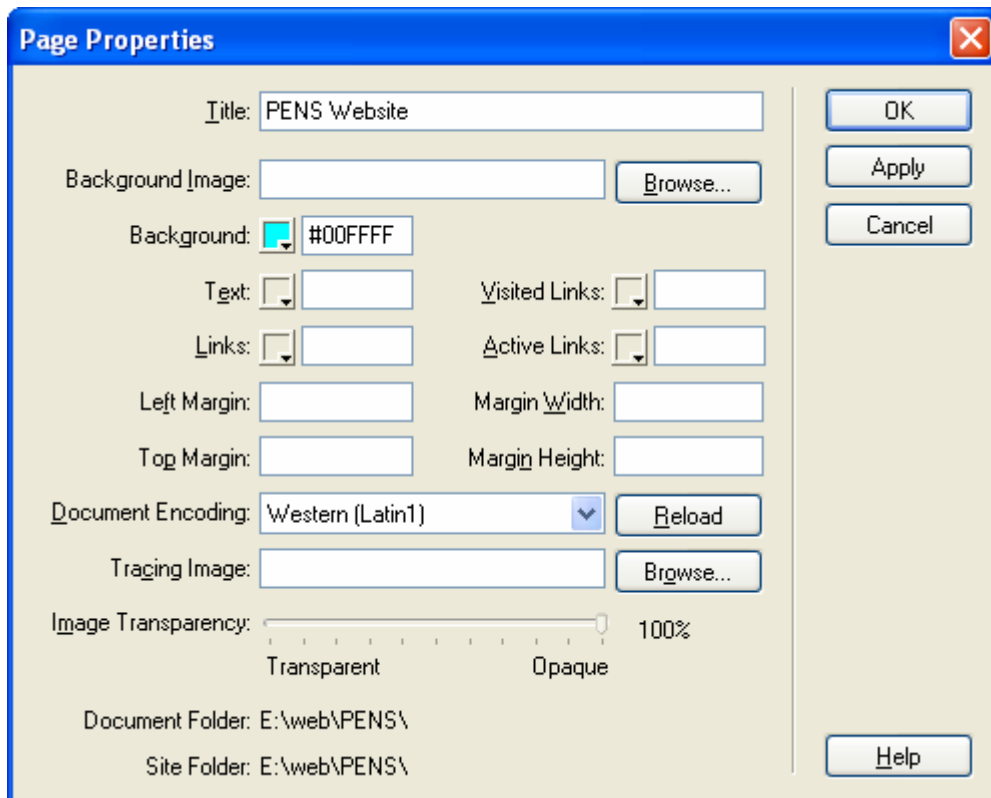 Page Properties
Title: PENS Website
OK
Background Image: Browse...
Apply
Background: #00FFFF
Cancel
Text: Visited Links:
Links: Active Links:
Left Margin: Margin Width:
Top Margin: Margin Height:
Document Encoding: Western (Latin1) Reload
Tracing Image: Browse...
Image Transparency: 100%
Transparent Opaque
Document Folder: E:\web\PENS\
Site Folder: E:\web\PENS\
Help